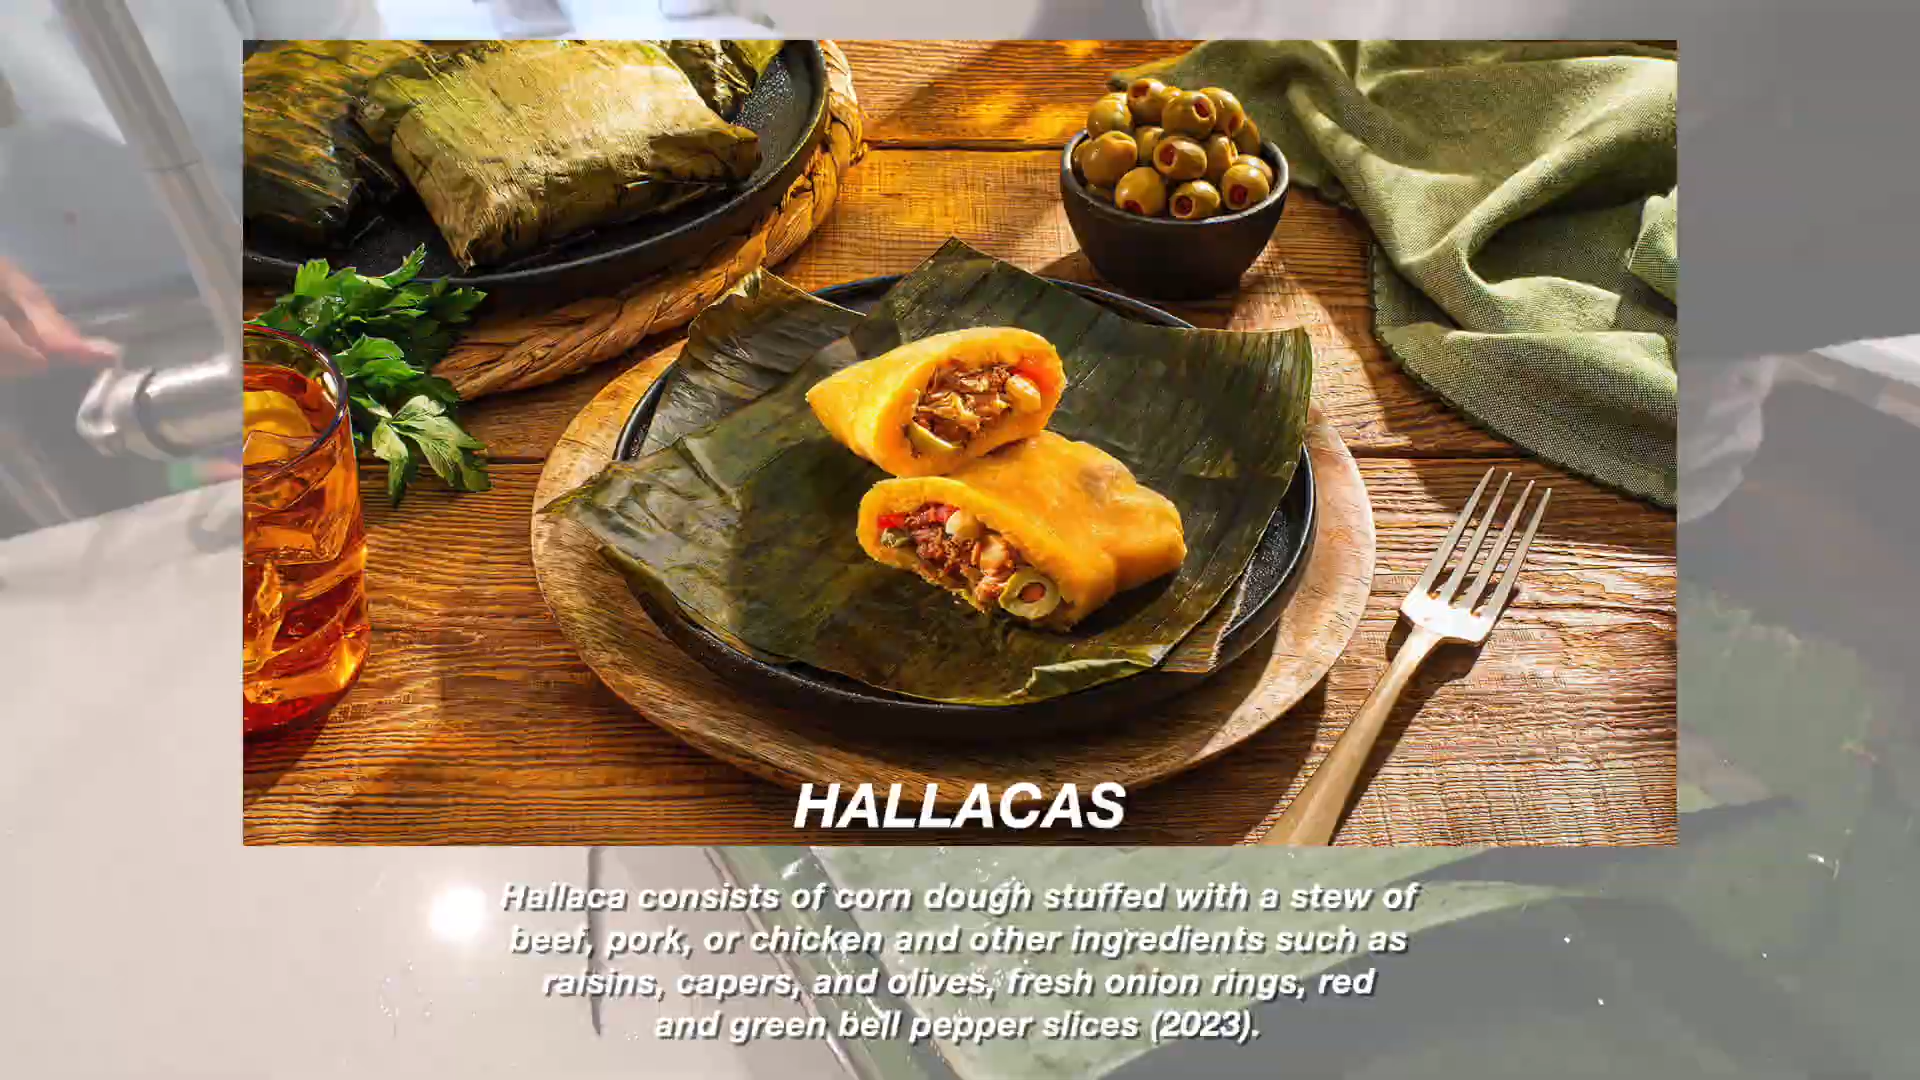 HALLACAS
Hallaca consists of corn dough stuffed with a stew of
beef, pork, or chicken and other ingredients such as
raisins, capers, and olives, fresh onion rings, red
and green bell pepper slices (2023).